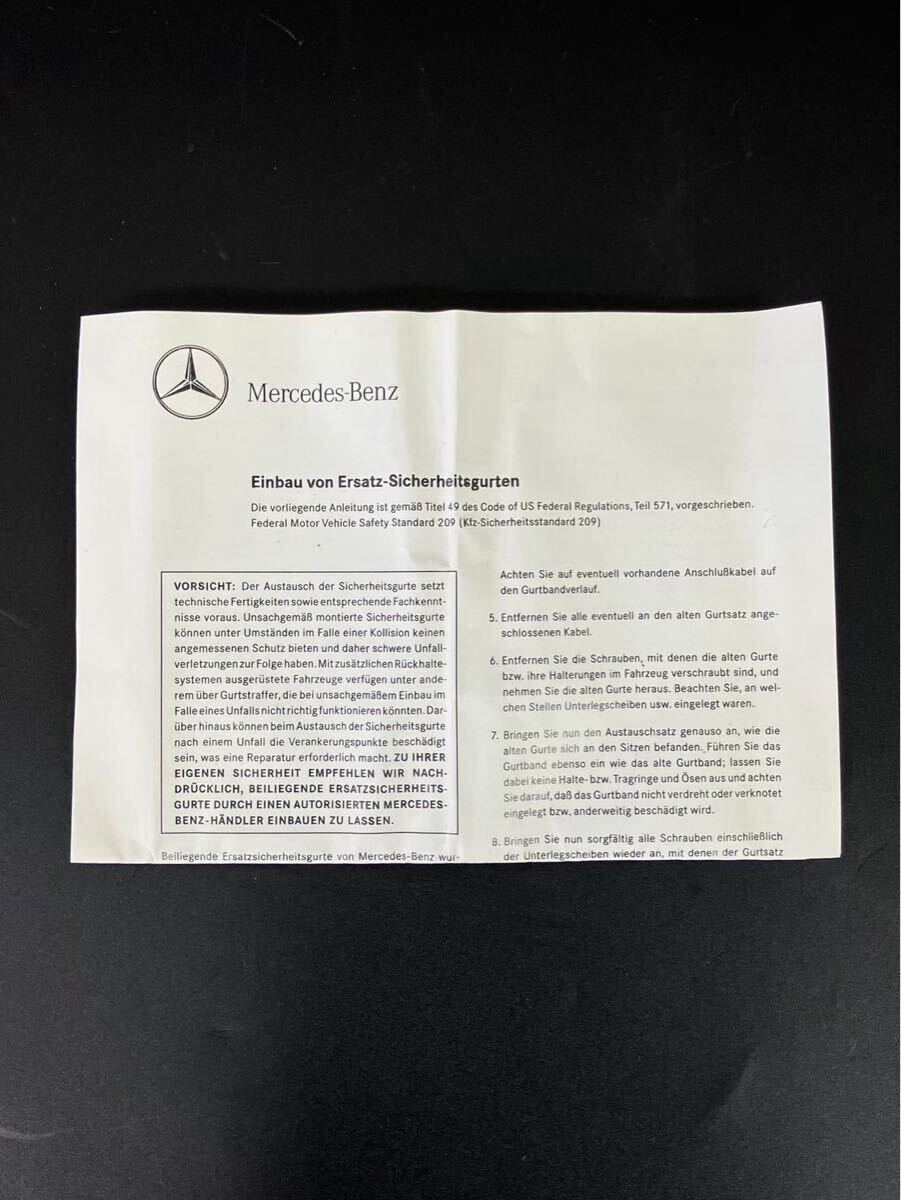 Mercedes-Benz
Einbau von Ersatz-Sicherheitsgurten
Die vorliegende Anleitung ist gemäß Titel 49 des Code of US Federal Regulations, Teil 571, vorgeschrieben.
Federal Motor Vehicle Safety Standard 209 (Kfz-Sicherheitsstandard 209)
VORSICHT: Der Austausch der Sicherheitsgurte setzt
technische Fertigkeiten sowie entsprechende Fachkennt-
nisse voraus. Unsachgemäß montierte Sicherheitsgurte
können unter Umständen im Falle einer Kollision keinen
angemessenen Schutz bieten und daher schwere Unfall-
verletzungen zur Folge haben. Mit zusätzlichen Rückhalte-
systemen ausgerüstete Fahrzeuge verfügen unter ande-
rem über Gurtstraffer, die bei unsachgemäßem Einbau im
Falle eines Unfalls nicht richtig funktionieren könnten. Dar-
über hinaus können beim Austausch der Sicherheitsgurte
nach einem Unfall die Verankerungspunkte beschädigt
sein, was eine Reparatur erforderlich macht. ZU IHRER
EIGENEN SICHERHEIT EMPFEHLEN WIR NACH-
DRÜCKLICH, BEILIEGENDE ERSATZSICHERHEITS-
GURTE DURCH EINEN AUTORISIERTEN MERCEDES-
BENZ-HÄNDLER EINBAUEN ZU LASSEN.
Beiliegende Ersatzsicherheitsgurte von Mercedes-Benz wur-
Achten Sie auf eventuell vorhandene Anschlußkabel auf
den Gurtbandverlauf.
5. Entfernen Sie alle eventuell an den alten Gurtsatz ange-
schlossenen Kabel.
6. Entfernen Sie die Schrauben, mit denen die alten Gurte
bzw. ihre Halterungen im Fahrzeug verschraubt sind, und
nehmen Sie die alten Gurte heraus. Beachten Sie, an wel-
chen Stellen Unterlegscheiben usw. eingelegt waren.
7. Bringen Sie nun den Austauschsatz genauso an, wie die
alten Gurte sich an den Sitzen befanden. Führen Sie das
Gurtband ebenso ein wie das alte Gurtband; lassen Sie
dabei keine Halte- bzw. Tragringe und Ösen aus und achten
Sie darauf, daß das Gurtband nicht verdreht oder verknotet
eingelegt bzw. anderweitig beschädigt wird.
8. Bringen Sie nun sorgfältig alle Schrauben einschließlich
der Unterlegscheiben wieder an, mit denen der Gurtsatz